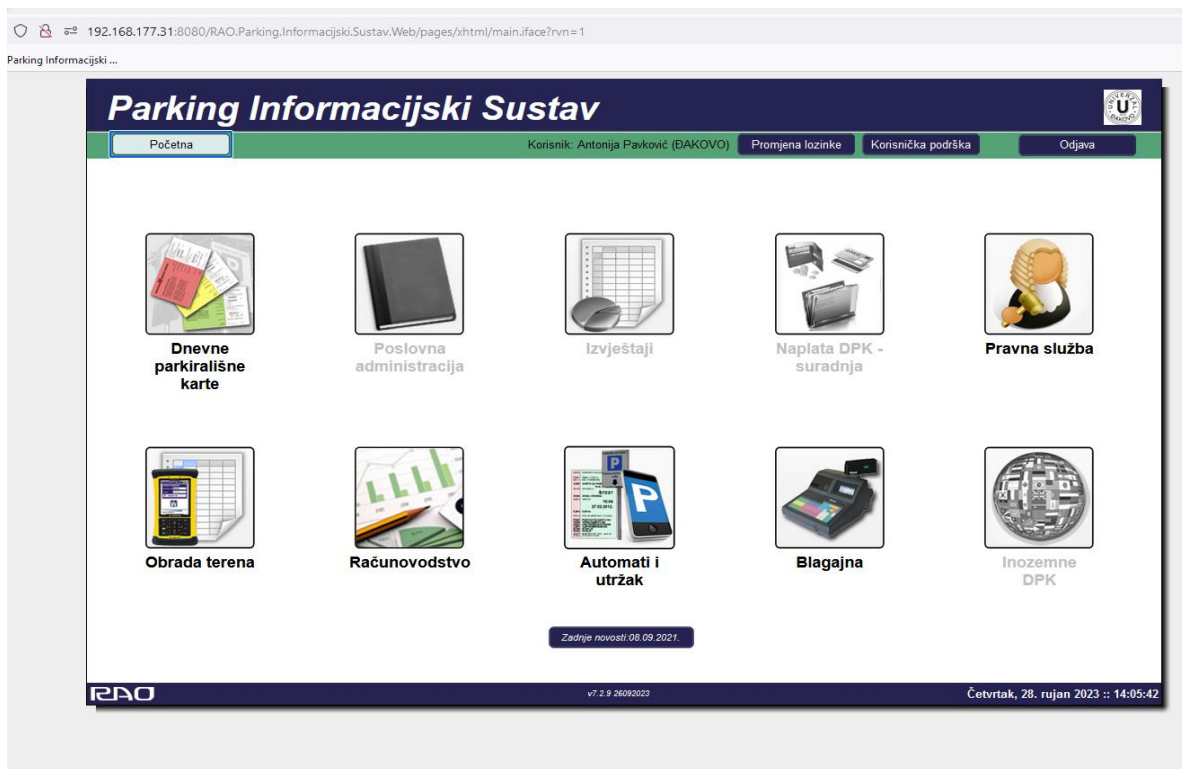 192.168.177.31:8080/RAO.Parking.Informacijski.Sustav.Web/pages/xhtml/main.iface?rvn=1
Parking Informacijski ...
Parking Informacijski Sustav
UNIVERZAL
U
ĐAKOVO
Početna
Korisnik: Antonija Pavković (ĐAKOVO)
Promjena lozinke
Korisnička podrška
Odjava
Dnevne
parkirališne
karte
Poslovna
administracija
Izvještaji
Naplata DPK -
suradnja
Pravna služba
P
P
Obrada terena
Računovodstvo
Automati i
utržak
Blagajna
Inozemne
DPK
Zadnje novosti:08.09.2021.
RAO
v7.2.9 26092023
Četvrtak, 28. rujan 2023 :: 14:05:42